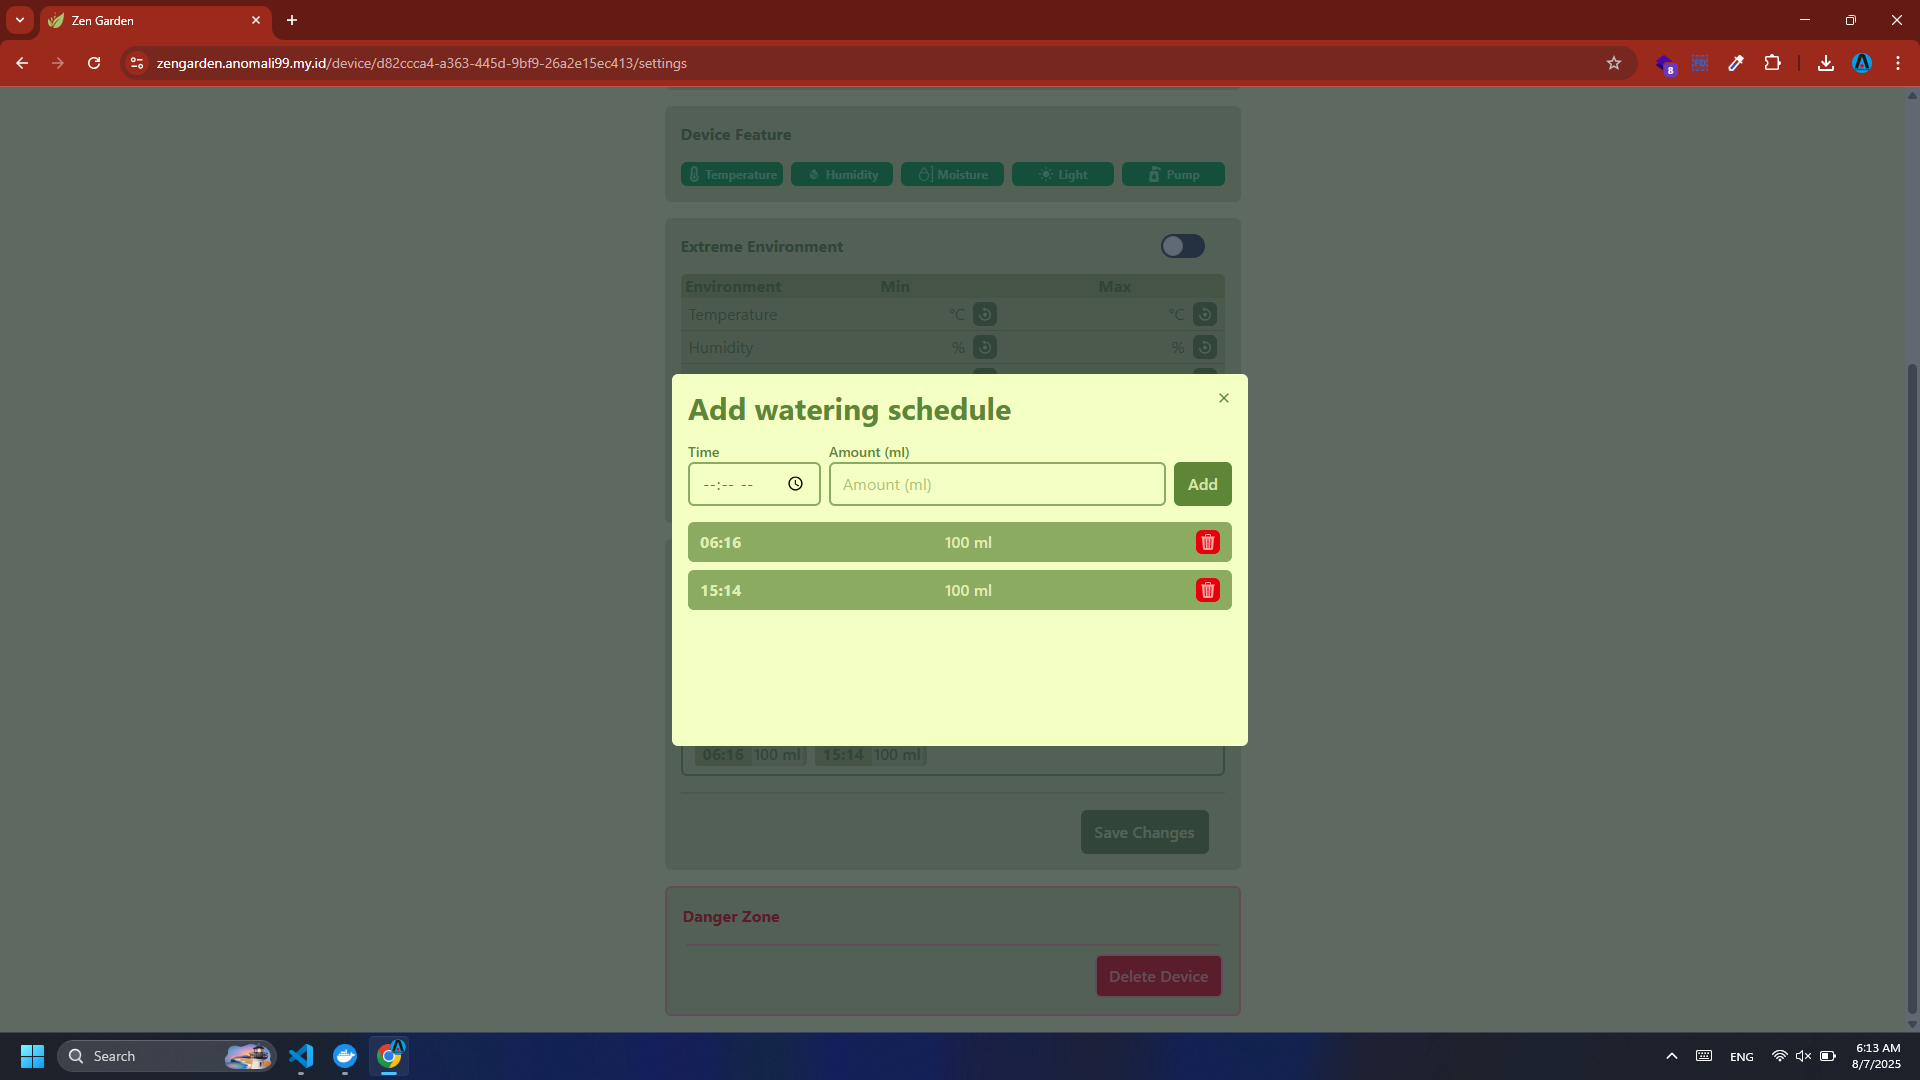 Zen Garden
zengarden.anomali99.my.id/device/d82ccca4-a363-445d-9bf9-26a2e15ec413/settings
8
Device Feature
Temperature Humidity Moisture Light Pump
Extreme Environment
Environment Min Max
Temperature °C °C
Humidity % %
Add watering schedule
Time Amount (ml)
--:-- -- Amount (ml) Add
06:16 100 ml
15:14 100 ml
06:16 100 ml 15:14 100 ml
Save Changes
Danger Zone
Delete Device
Search
ENG
6:13 AM
8/7/2025